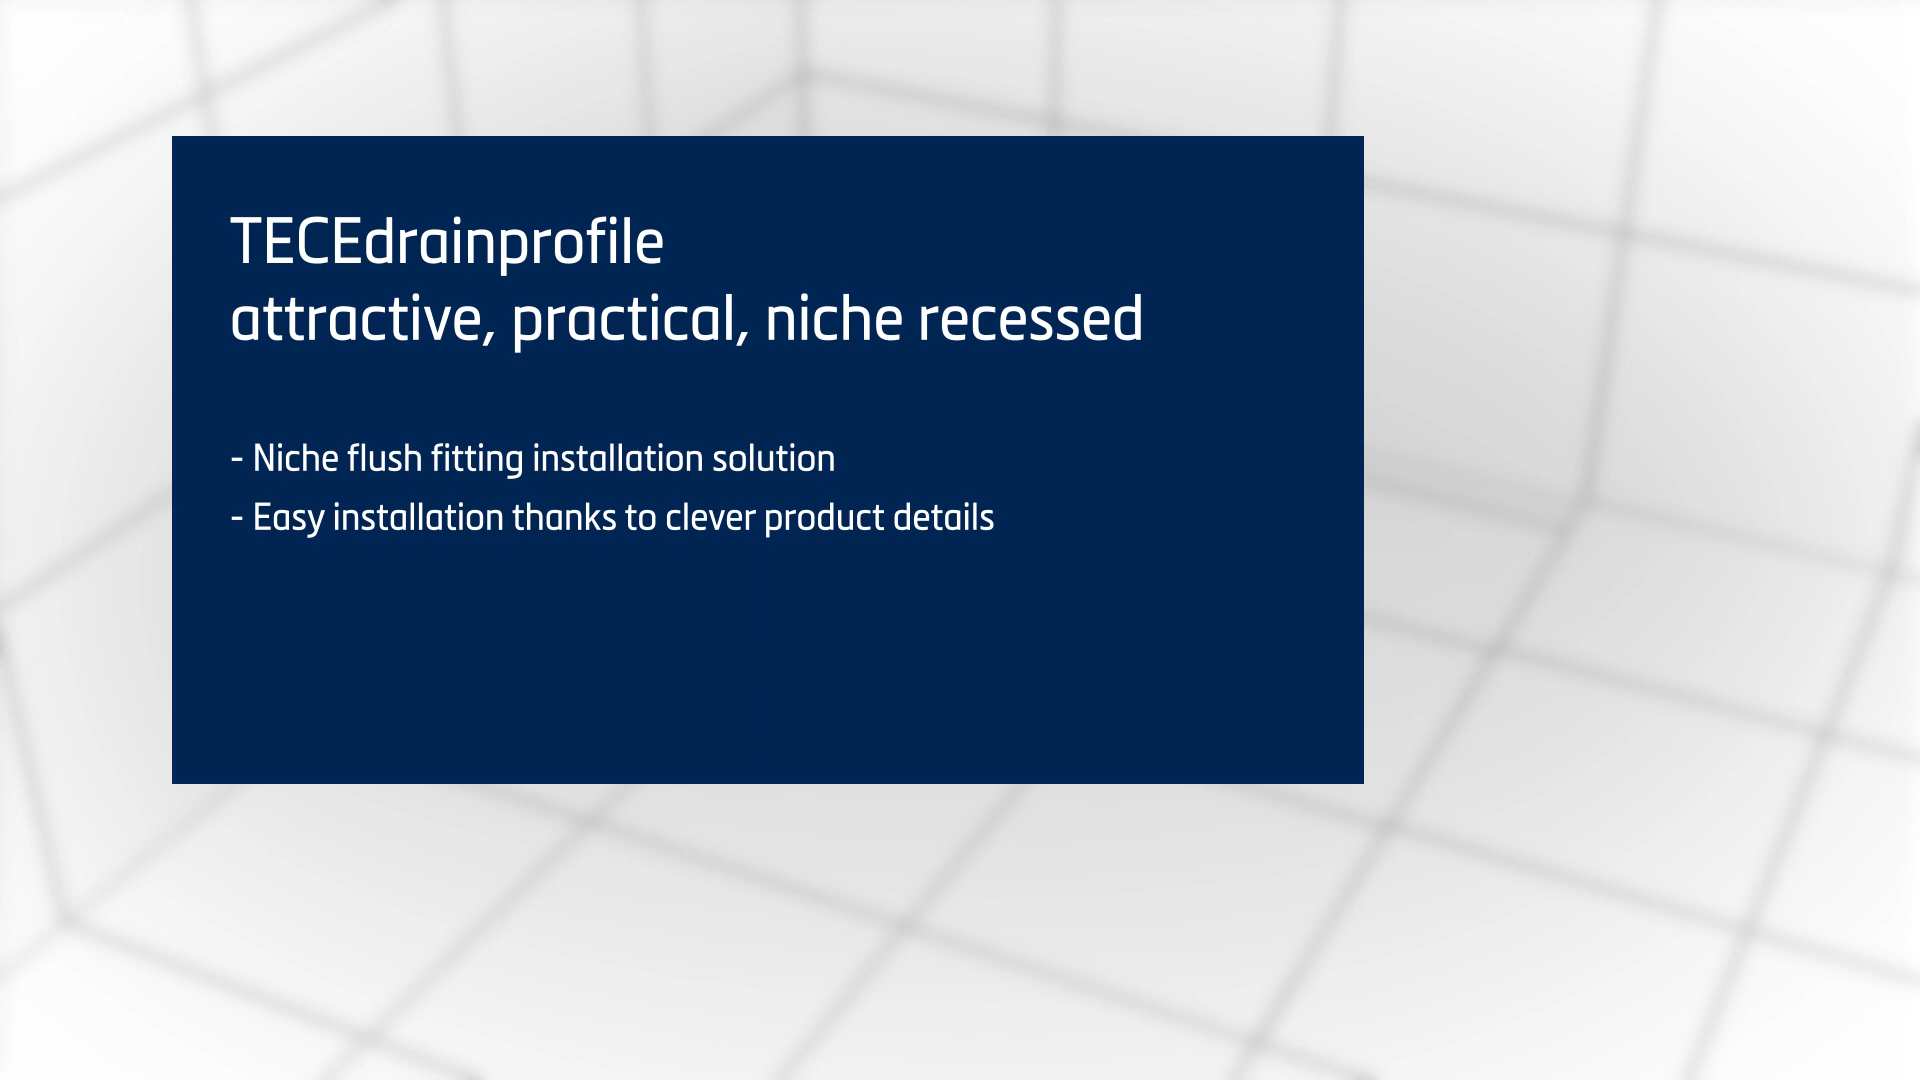 TECEdrainprofile
attractive, practical, niche recessed
- Niche flush fitting installation solution
- Easy installation thanks to clever product details